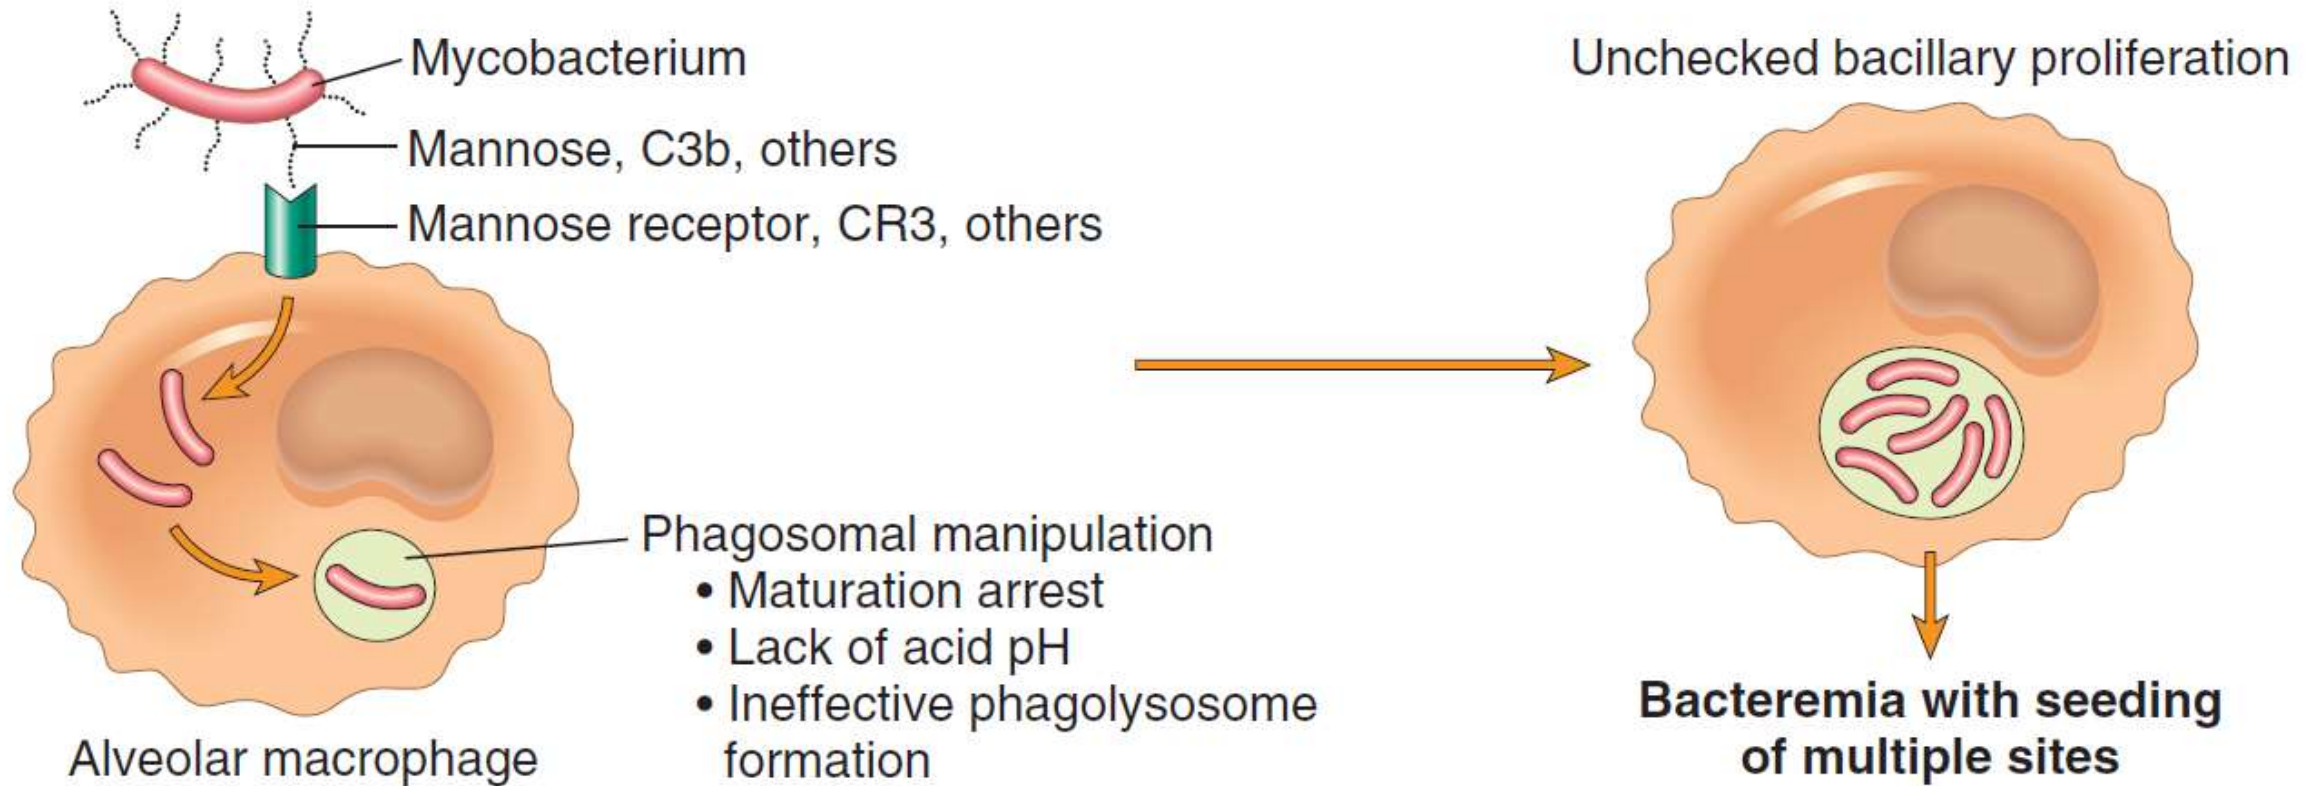 Mycobacterium
Mannose, C3b, others
Mannose receptor, CR3, others
Alveolar macrophage
Phagosomal manipulation
• Maturation arrest
• Lack of acid pH
• Ineffective phagolysosome
formation
Unchecked bacillary proliferation
Bacteremia with seeding
of multiple sites